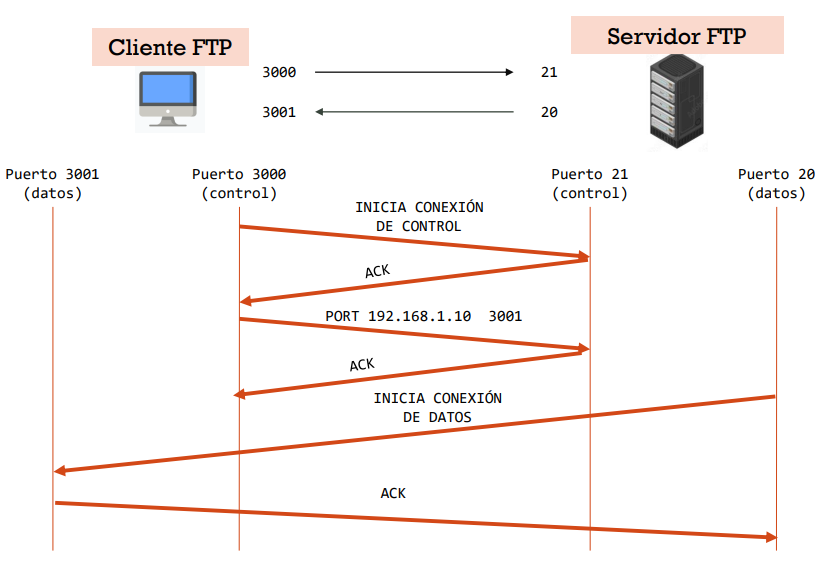 Cliente FTP
Servidor FTP
3000
21
3001
20
Puerto 3001
(datos)
Puerto 3000
(control)
Puerto 21
(control)
Puerto 20
(datos)
INICIA CONEXIÓN
DE CONTROL
ACK
PORT 192.168.1.10 3001
ACK
INICIA CONEXIÓN
DE DATOS
ACK